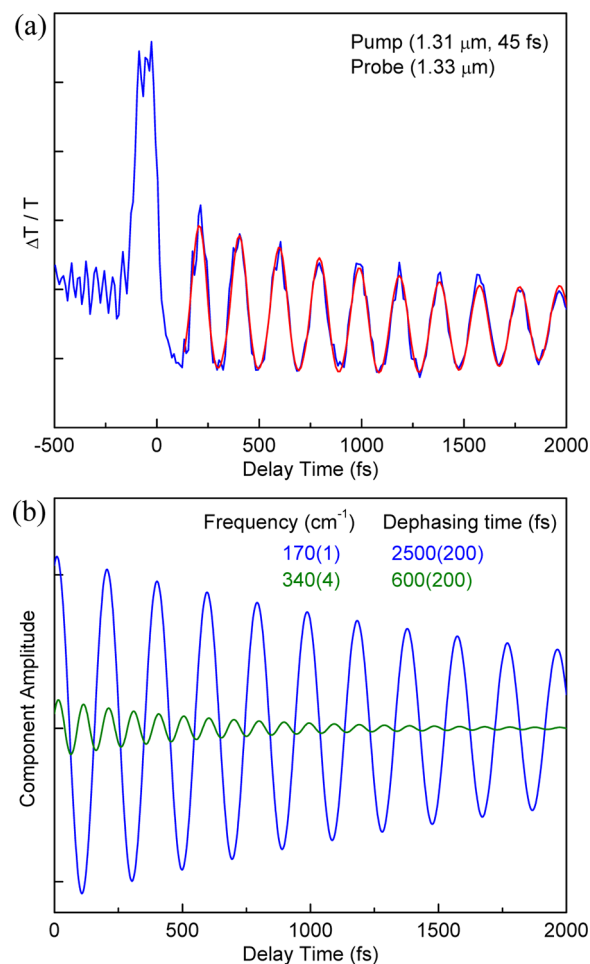 (a)
Pump (1.31 μm, 45 fs)
Probe (1.33 μm)
ΔT / T
-500 0 500 1000 1500 2000
Delay Time (fs)
(b)
Frequency (cm-1) Dephasing time (fs)
170(1) 2500(200)
340(4) 600(200)
Component Amplitude
0 500 1000 1500 2000
Delay Time (fs)